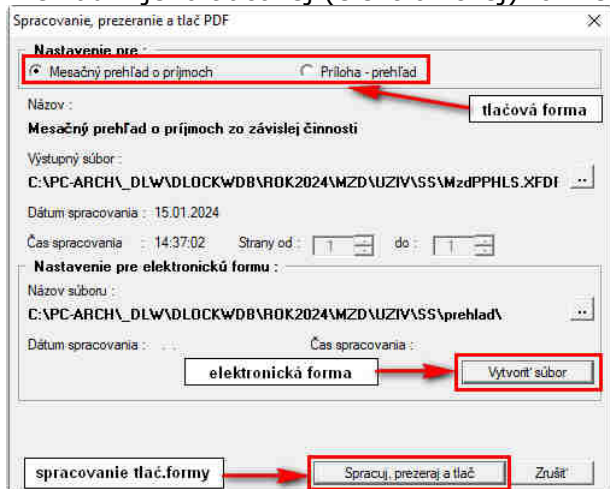 Spracovanie, prezeranie a tlač PDF
Nastavenie pre :
Mesačný prehľad o príjmoch
Príloha - prehľad
tlačová forma
Názov :
Mesačný prehľad o príjmoch zo závislej činnosti
Výstupný súbor :
C:\PC-ARCH\_DLW\DLOCKWDB\ROK2024\MZD\UZIV\SS\MzdPPHLS.XFDF ...
Dátum spracovania : 15.01.2024
Čas spracovania : 14:37:02 Strany od : 1 do : 1
Nastavenie pre elektronickú formu :
Názov súboru :
C:\PC-ARCH\_DLW\DLOCKWDB\ROK2024\MZD\UZIV\SS\prehlad\ ...
Dátum spracovania : . . Čas spracovania :
elektronická forma
Vytvoriť súbor
spracovanie tlač.formy
Spracuj, prezeraj a tlač
Zrušiť